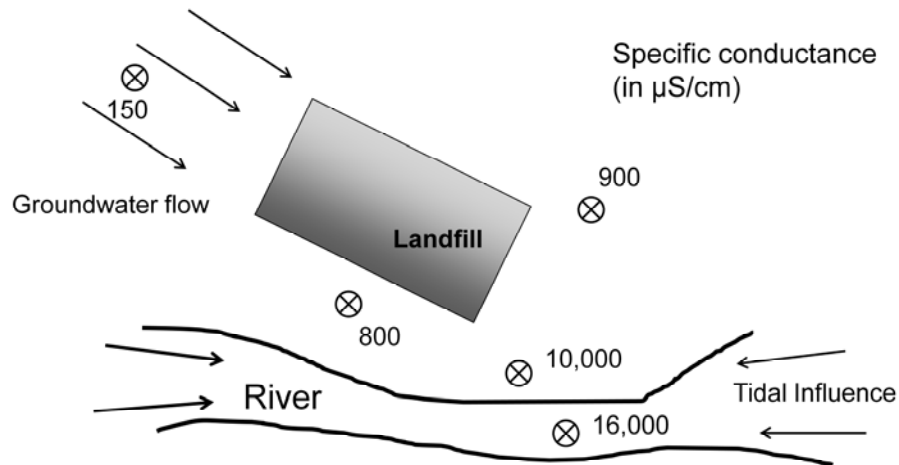 Specific conductance
(in µS/cm)
150
900
Groundwater flow
Landfill
800
10,000
River
Tidal Influence
16,000